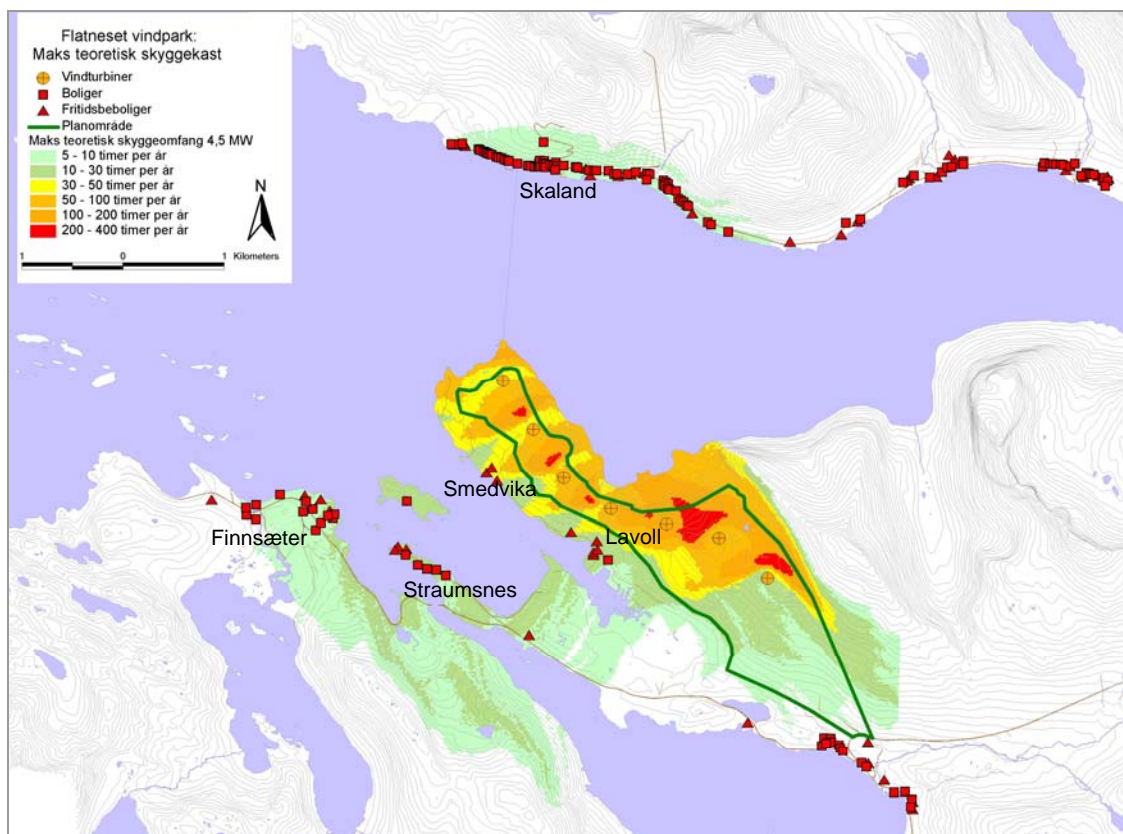 Flatneset vindpark:
Maks teoretisk skyggekast
Vindturbiner
Boliger
Fritidsbeboliger
Planområde
Maks teoretisk skyggeomfang 4,5 MW
5 - 10 timer per år
10 - 30 timer per år
30 - 50 timer per år
50 - 100 timer per år
100 - 200 timer per år
200 - 400 timer per år
N
1 0 1 Kilometers
Skaland
Smedvika
Finnsæter
Lavoll
Straumsnes